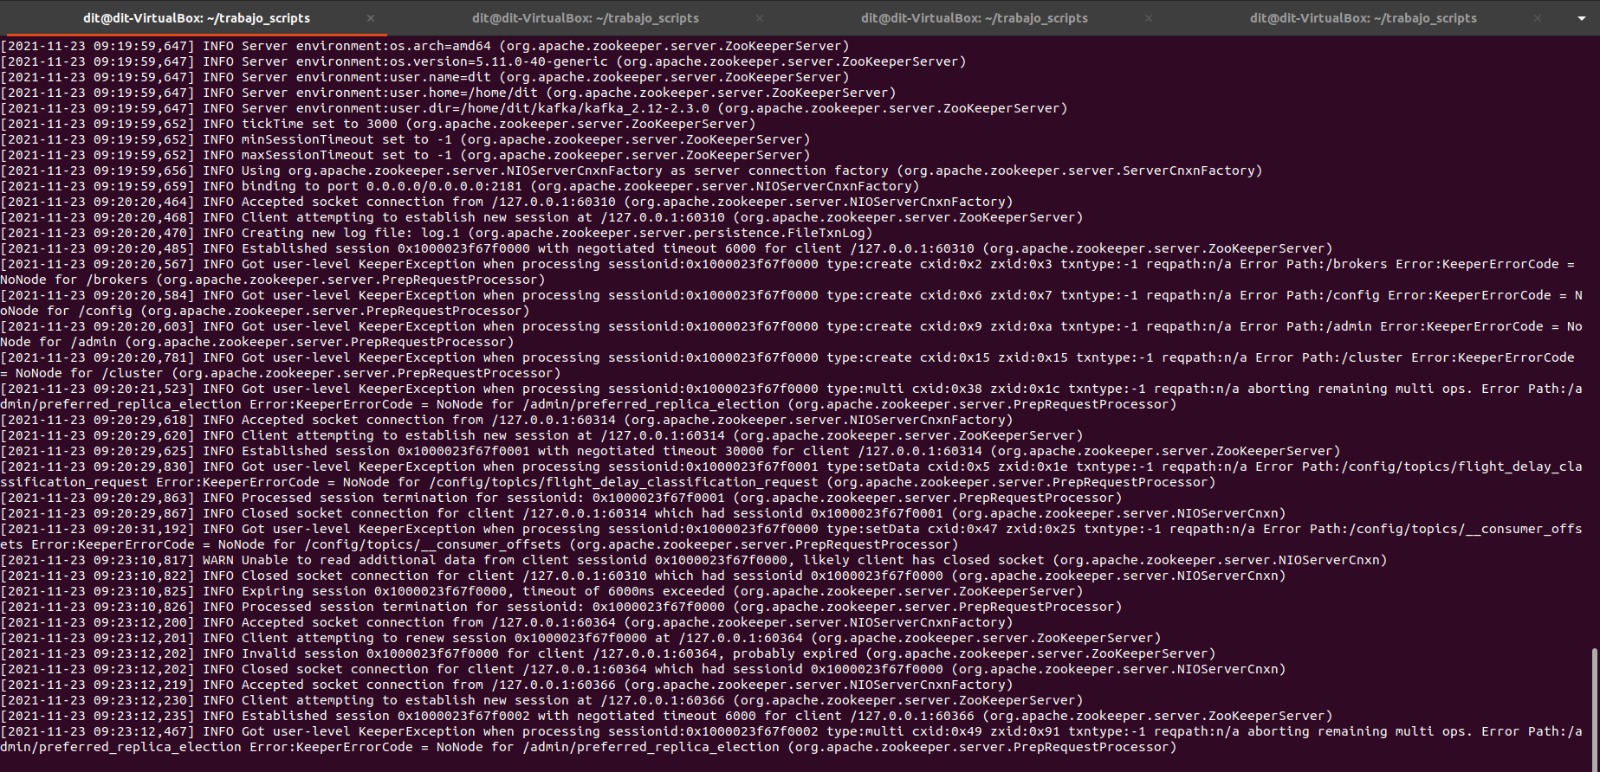 dit@dit-VirtualBox: ~/trabajo_scripts × dit@dit-VirtualBox: ~/trabajo_scripts × dit@dit-VirtualBox: ~/trabajo_scripts × dit@dit-VirtualBox: ~/trabajo_scripts ×
[2021-11-23 09:19:59,647] INFO Server environment:os.arch=amd64 (org.apache.zookeeper.server.ZooKeeperServer)
[2021-11-23 09:19:59,647] INFO Server environment:os.version=5.11.0-40-generic (org.apache.zookeeper.server.ZooKeeperServer)
[2021-11-23 09:19:59,647] INFO Server environment:user.name=dit (org.apache.zookeeper.server.ZooKeeperServer)
[2021-11-23 09:19:59,647] INFO Server environment:user.home=/home/dit (org.apache.zookeeper.server.ZooKeeperServer)
[2021-11-23 09:19:59,647] INFO Server environment:user.dir=/home/dit/kafka/kafka_2.12-2.3.0 (org.apache.zookeeper.server.ZooKeeperServer)
[2021-11-23 09:19:59,652] INFO tickTime set to 3000 (org.apache.zookeeper.server.ZooKeeperServer)
[2021-11-23 09:19:59,652] INFO minSessionTimeout set to -1 (org.apache.zookeeper.server.ZooKeeperServer)
[2021-11-23 09:19:59,652] INFO maxSessionTimeout set to -1 (org.apache.zookeeper.server.ZooKeeperServer)
[2021-11-23 09:19:59,656] INFO Using org.apache.zookeeper.server.NIOServerCnxnFactory as server connection factory (org.apache.zookeeper.server.ServerCnxnFactory)
[2021-11-23 09:19:59,659] INFO binding to port 0.0.0.0/0.0.0.0:2181 (org.apache.zookeeper.server.NIOServerCnxnFactory)
[2021-11-23 09:20:20,464] INFO Accepted socket connection from /127.0.0.1:60310 (org.apache.zookeeper.server.NIOServerCnxnFactory)
[2021-11-23 09:20:20,468] INFO Client attempting to establish new session at /127.0.0.1:60310 (org.apache.zookeeper.server.ZooKeeperServer)
[2021-11-23 09:20:20,470] INFO Creating new log file: log.1 (org.apache.zookeeper.server.persistence.FileTxnLog)
[2021-11-23 09:20:20,485] INFO Established session 0x1000023f67f0000 with negotiated timeout 6000 for client /127.0.0.1:60310 (org.apache.zookeeper.server.ZooKeeperServer)
[2021-11-23 09:20:20,567] INFO Got user-level KeeperException when processing sessionid:0x1000023f67f0000 type:create cxid:0x2 zxid:0x3 txntype:-1 reqpath:n/a Error Path:/brokers Error:KeeperErrorCode =
NoNode for /brokers (org.apache.zookeeper.server.PrepRequestProcessor)
[2021-11-23 09:20:20,584] INFO Got user-level KeeperException when processing sessionid:0x1000023f67f0000 type:create cxid:0x6 zxid:0x7 txntype:-1 reqpath:n/a Error Path:/config Error:KeeperErrorCode = N
oNode for /config (org.apache.zookeeper.server.PrepRequestProcessor)
[2021-11-23 09:20:20,603] INFO Got user-level KeeperException when processing sessionid:0x1000023f67f0000 type:create cxid:0x9 zxid:0xa txntype:-1 reqpath:n/a Error Path:/admin Error:KeeperErrorCode = No
Node for /admin (org.apache.zookeeper.server.PrepRequestProcessor)
[2021-11-23 09:20:20,781] INFO Got user-level KeeperException when processing sessionid:0x1000023f67f0000 type:create cxid:0x15 zxid:0x15 txntype:-1 reqpath:n/a Error Path:/cluster Error:KeeperErrorCode
= NoNode for /cluster (org.apache.zookeeper.server.PrepRequestProcessor)
[2021-11-23 09:20:21,523] INFO Got user-level KeeperException when processing sessionid:0x1000023f67f0000 type:multi cxid:0x38 zxid:0x1c txntype:-1 reqpath:n/a aborting remaining multi ops. Error Path:/a
dmin/preferred_replica_election Error:KeeperErrorCode = NoNode for /admin/preferred_replica_election (org.apache.zookeeper.server.PrepRequestProcessor)
[2021-11-23 09:20:29,618] INFO Accepted socket connection from /127.0.0.1:60314 (org.apache.zookeeper.server.NIOServerCnxnFactory)
[2021-11-23 09:20:29,620] INFO Client attempting to establish new session at /127.0.0.1:60314 (org.apache.zookeeper.server.ZooKeeperServer)
[2021-11-23 09:20:29,625] INFO Established session 0x1000023f67f0001 with negotiated timeout 30000 for client /127.0.0.1:60314 (org.apache.zookeeper.server.ZooKeeperServer)
[2021-11-23 09:20:29,830] INFO Got user-level KeeperException when processing sessionid:0x1000023f67f0001 type:setData cxid:0x5 zxid:0x1e txntype:-1 reqpath:n/a Error Path:/config/topics/flight_delay_cla
ssification_request Error:KeeperErrorCode = NoNode for /config/topics/flight_delay_classification_request (org.apache.zookeeper.server.PrepRequestProcessor)
[2021-11-23 09:20:29,863] INFO Processed session termination for sessionid: 0x1000023f67f0001 (org.apache.zookeeper.server.PrepRequestProcessor)
[2021-11-23 09:20:29,867] INFO Closed socket connection for client /127.0.0.1:60314 which had sessionid 0x1000023f67f0001 (org.apache.zookeeper.server.NIOServerCnxn)
[2021-11-23 09:20:31,192] INFO Got user-level KeeperException when processing sessionid:0x1000023f67f0000 type:setData cxid:0x47 zxid:0x25 txntype:-1 reqpath:n/a Error Path:/config/topics/__consumer_offs
ets Error:KeeperErrorCode = NoNode for /config/topics/__consumer_offsets (org.apache.zookeeper.server.PrepRequestProcessor)
[2021-11-23 09:23:10,817] WARN Unable to read additional data from client sessionid 0x1000023f67f0000, likely client has closed socket (org.apache.zookeeper.server.NIOServerCnxn)
[2021-11-23 09:23:10,822] INFO Closed socket connection for client /127.0.0.1:60310 which had sessionid 0x1000023f67f0000 (org.apache.zookeeper.server.NIOServerCnxn)
[2021-11-23 09:23:10,825] INFO Expiring session 0x1000023f67f0000, timeout of 6000ms exceeded (org.apache.zookeeper.server.ZooKeeperServer)
[2021-11-23 09:23:10,826] INFO Processed session termination for sessionid: 0x1000023f67f0000 (org.apache.zookeeper.server.PrepRequestProcessor)
[2021-11-23 09:23:12,200] INFO Accepted socket connection from /127.0.0.1:60364 (org.apache.zookeeper.server.NIOServerCnxnFactory)
[2021-11-23 09:23:12,201] INFO Client attempting to renew session 0x1000023f67f0000 at /127.0.0.1:60364 (org.apache.zookeeper.server.ZooKeeperServer)
[2021-11-23 09:23:12,202] INFO Invalid session 0x1000023f67f0000 for client /127.0.0.1:60364, probably expired (org.apache.zookeeper.server.ZooKeeperServer)
[2021-11-23 09:23:12,202] INFO Closed socket connection for client /127.0.0.1:60364 which had sessionid 0x1000023f67f0000 (org.apache.zookeeper.server.NIOServerCnxn)
[2021-11-23 09:23:12,219] INFO Accepted socket connection from /127.0.0.1:60366 (org.apache.zookeeper.server.NIOServerCnxnFactory)
[2021-11-23 09:23:12,230] INFO Client attempting to establish new session at /127.0.0.1:60366 (org.apache.zookeeper.server.ZooKeeperServer)
[2021-11-23 09:23:12,235] INFO Established session 0x1000023f67f0002 with negotiated timeout 6000 for client /127.0.0.1:60366 (org.apache.zookeeper.server.ZooKeeperServer)
[2021-11-23 09:23:12,467] INFO Got user-level KeeperException when processing sessionid:0x1000023f67f0002 type:multi cxid:0x49 zxid:0x91 txntype:-1 reqpath:n/a aborting remaining multi ops. Error Path:/a
dmin/preferred_replica_election Error:KeeperErrorCode = NoNode for /admin/preferred_replica_election (org.apache.zookeeper.server.PrepRequestProcessor)